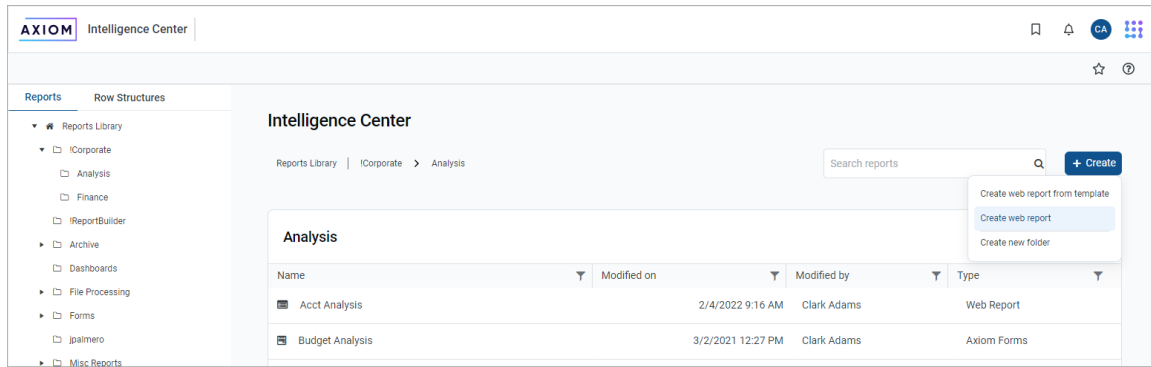 AXIOM Intelligence Center CA
Reports Row Structures
Reports Library
!Corporate
Analysis
Finance
!ReportBuilder
Archive
Dashboards
File Processing
Forms
jpalmero
Misc Reports
Intelligence Center
Reports Library | !Corporate > Analysis
Search reports
+ Create
Create web report from template
Create web report
Create new folder
Analysis
Name Modified on Modified by Type
Acct Analysis 2/4/2022 9:16 AM Clark Adams Web Report
Budget Analysis 3/2/2021 12:27 PM Clark Adams Axiom Forms